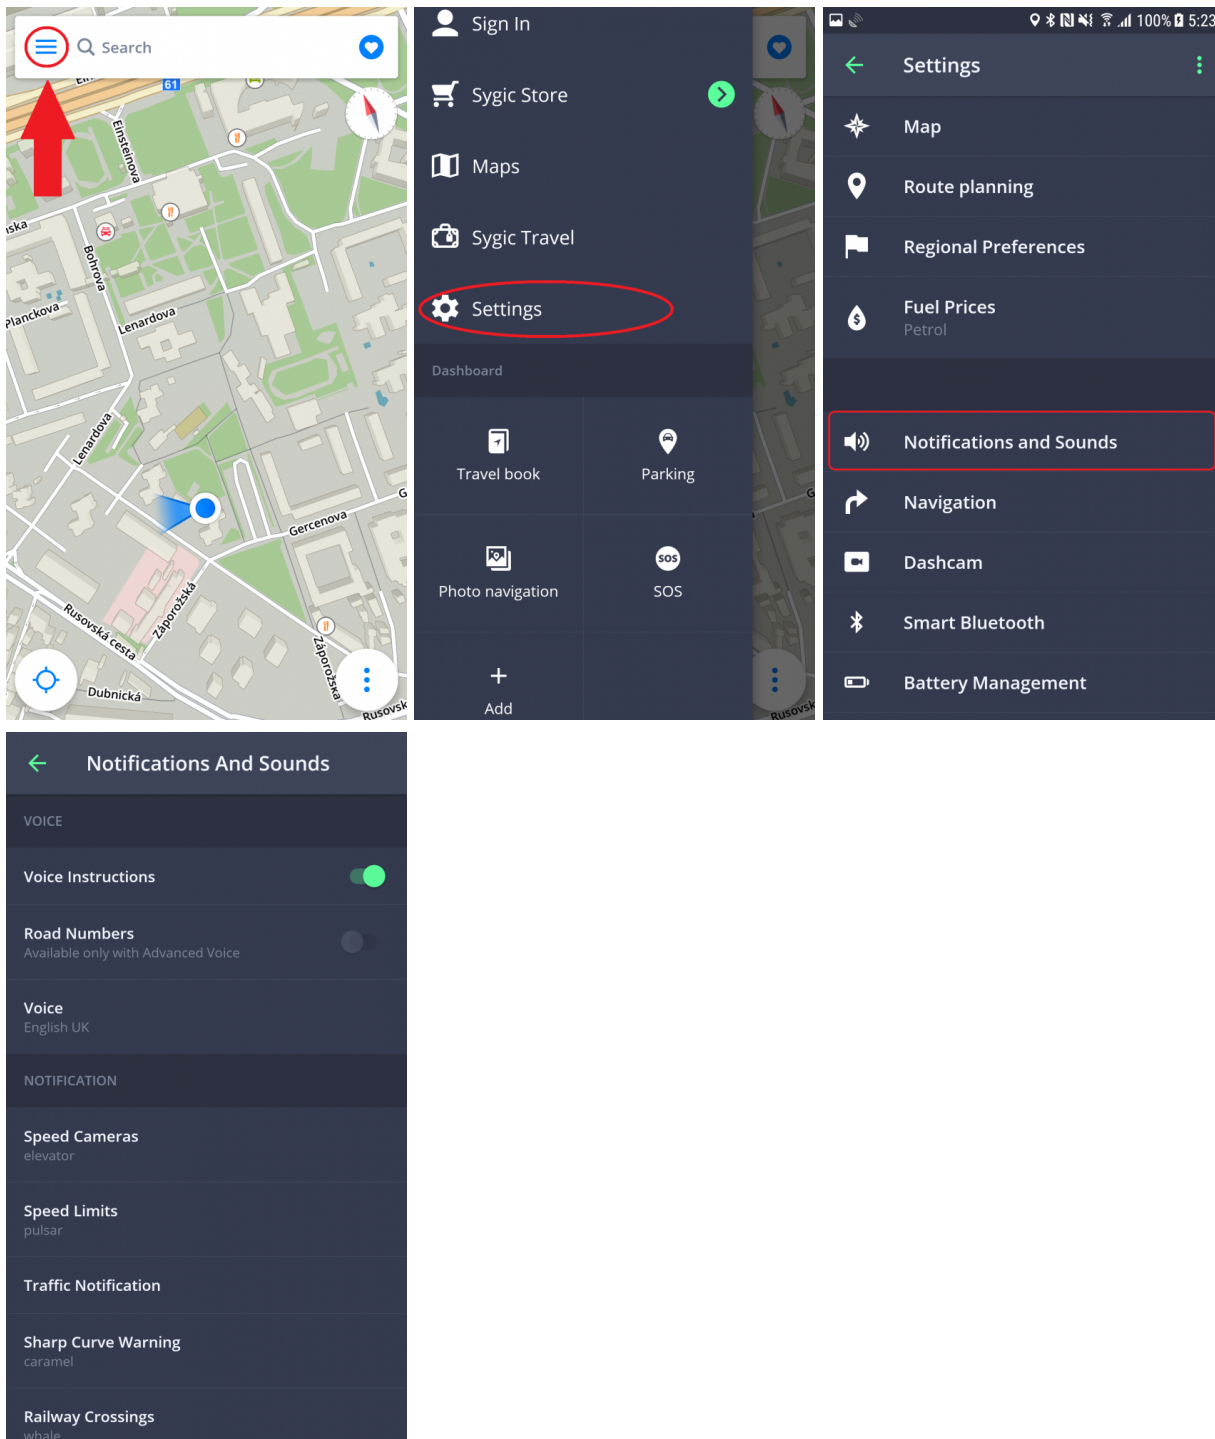 Search
61
Einsteinova
Bohrova
Planckova
Lenardova
Lenardova
Gercenova
Záporožská
Rusovská cesta
Záporožská
Dubnická
Sign In
Sygic Store
Maps
Sygic Travel
Settings
Dashboard
Travel book
Parking
Photo navigation
SOS
SOS
Add
100% 5:23
Settings
Map
Route planning
Regional Preferences
Fuel Prices
Petrol
Notifications and Sounds
Navigation
Dashcam
Smart Bluetooth
Battery Management
Notifications And Sounds
VOICE
Voice Instructions
Road Numbers
Available only with Advanced Voice
Voice
English UK
NOTIFICATION
Speed Cameras
elevator
Speed Limits
pulsar
Traffic Notification
Sharp Curve Warning
caramel
Railway Crossings
whale